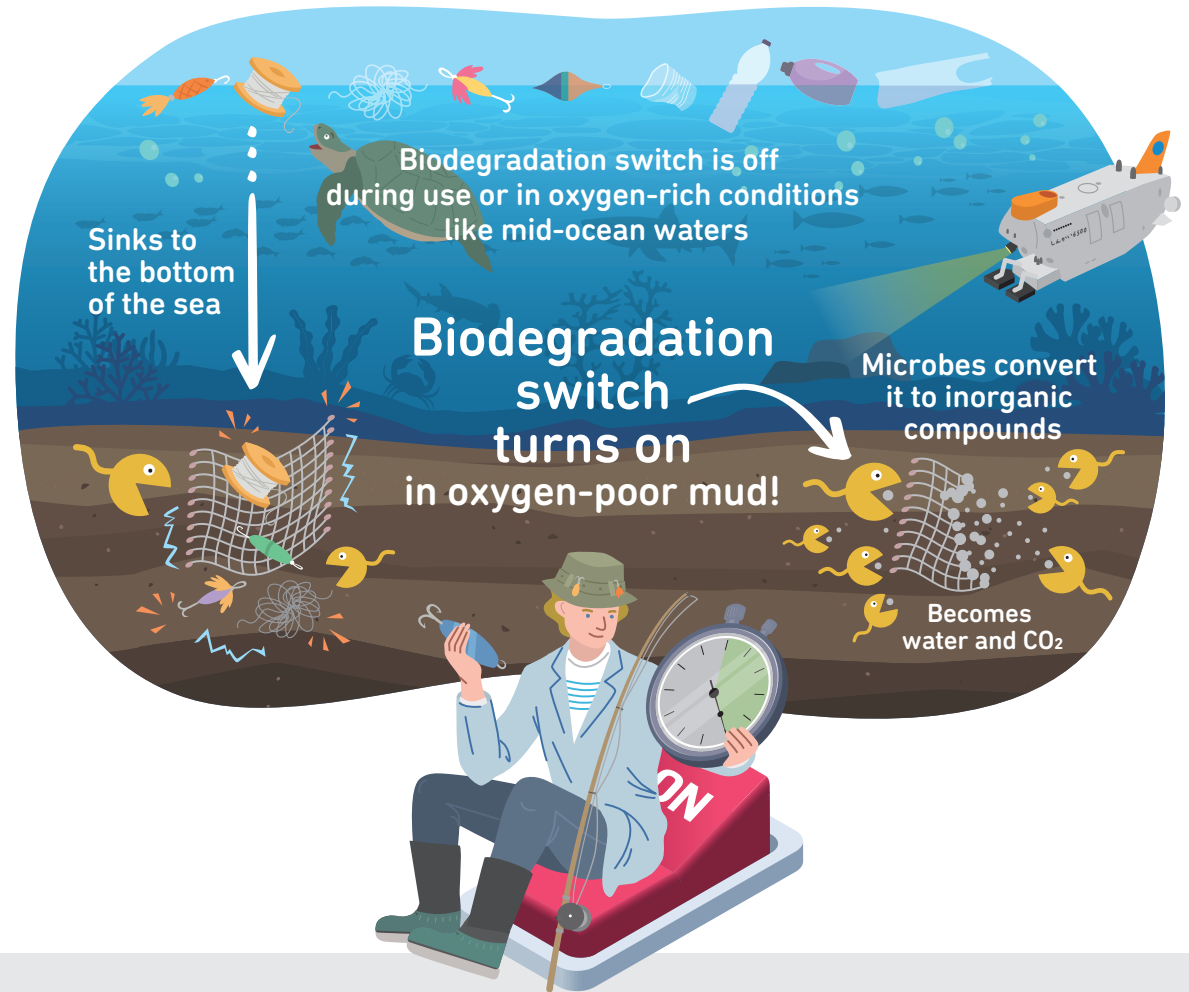 Biodegradation switch is off
during use or in oxygen-rich conditions
like mid-ocean waters
Sinks to
the bottom
of the sea
Biodegradation
switch
turns on
in oxygen-poor mud!
Microbes convert
it to inorganic
compounds
Becomes
water and CO₂
ON